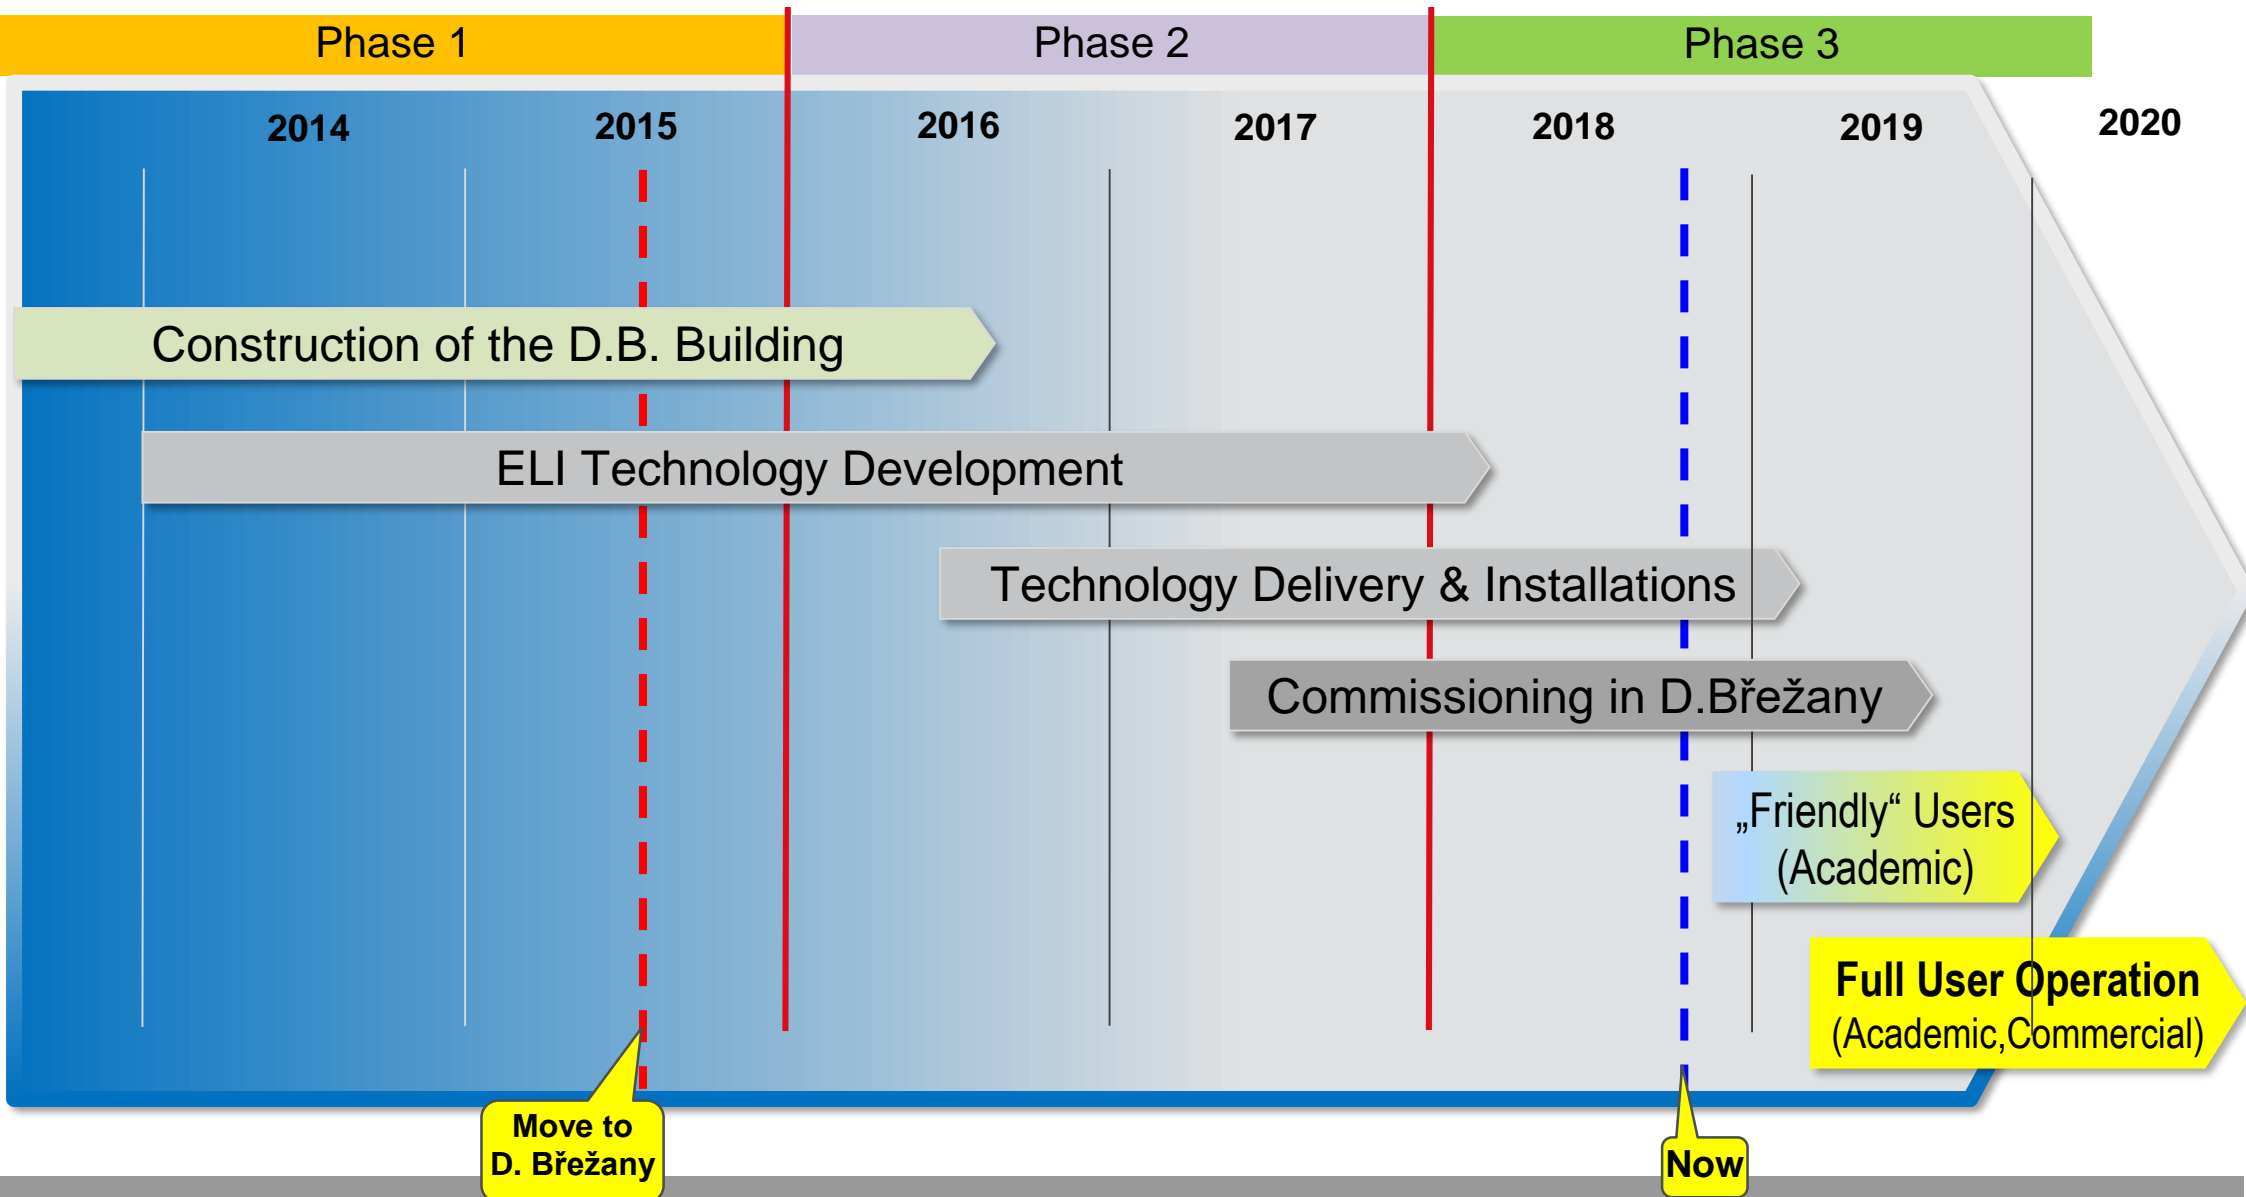 Phase 1
Phase 2
Phase 3
2014
2015
2016
2017
2018
2019
2020
Construction of the D.B. Building
ELI Technology Development
Technology Delivery & Installations
Commissioning in D.Břežany
„Friendly“ Users
(Academic)
Full User Operation
(Academic,Commercial)
Move to
D. Břežany
Now